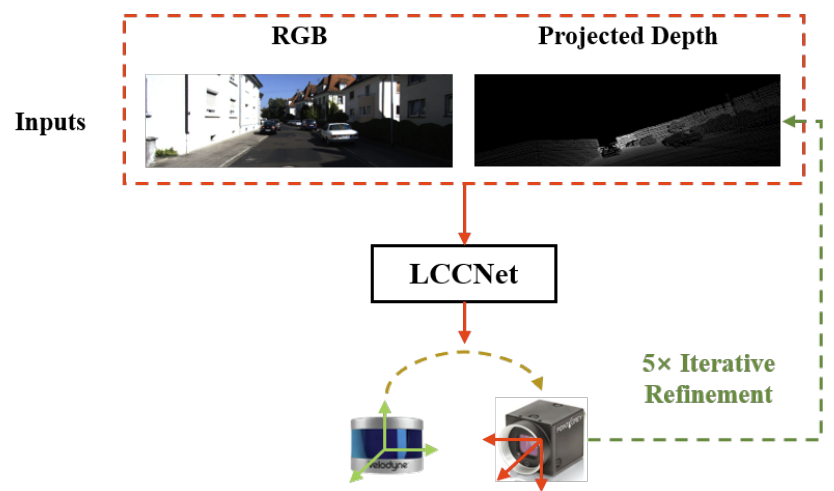 RGB
Projected Depth
Inputs
LCCNet
5× Iterative
Refinement
Velodyne